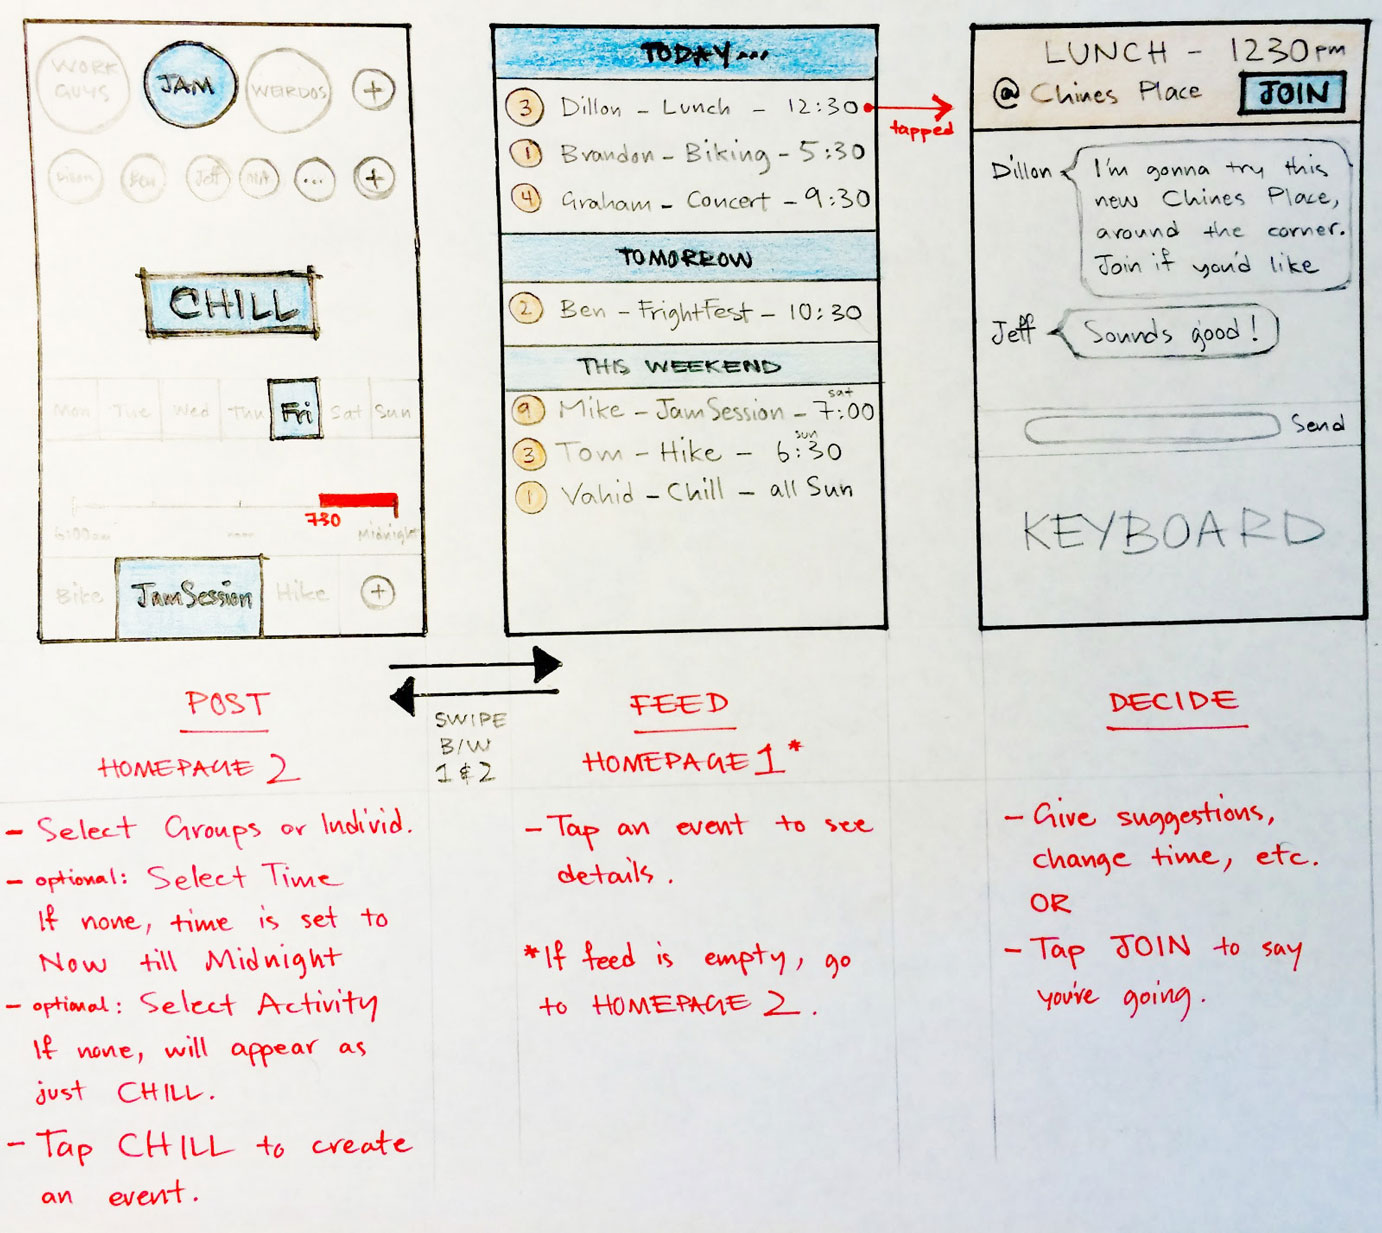 WORK
GUYS
JAM
WEIRDOS
+
Dillon
Ken
Jeff
...
+
CHILL
Mon Tue Wed Thu Fri Sat Sun
730
6:00am
Midnight
Bike JamSession Hike +
TODAY...
3 Dillon - Lunch - 12:30
1 Brandon - Biking - 5:30
4 Graham - Concert - 9:30
TOMORROW
2 Ben - FrightFest - 10:30
THIS WEEKEND
sat
9 Mike - JamSession - 7:00
sun
3 Tom - Hike - 6:30
1 Vahid - Chill - all Sun
tapped
LUNCH - 1230pm
@ Chines Place JOIN
Dillon
I'm gonna try this
new Chines Place,
around the corner.
Join if you'd like
Jeff
Sounds good!
Send
KEYBOARD
POST
HOMEPAGE 2
- Select Groups or Individ.
- optional: Select Time
If none, time is set to
Now till Midnight
- optional: Select Activity
If none, will appear as
just CHILL.
- Tap CHILL to create
an event.
SWIPE
B/W
1 & 2
FEED
HOMEPAGE 1*
- Tap an event to see
details.
*If feed is empty, go
to HOMEPAGE 2.
DECIDE
- Give suggestions,
change time, etc.
OR
- Tap JOIN to say
you're going.